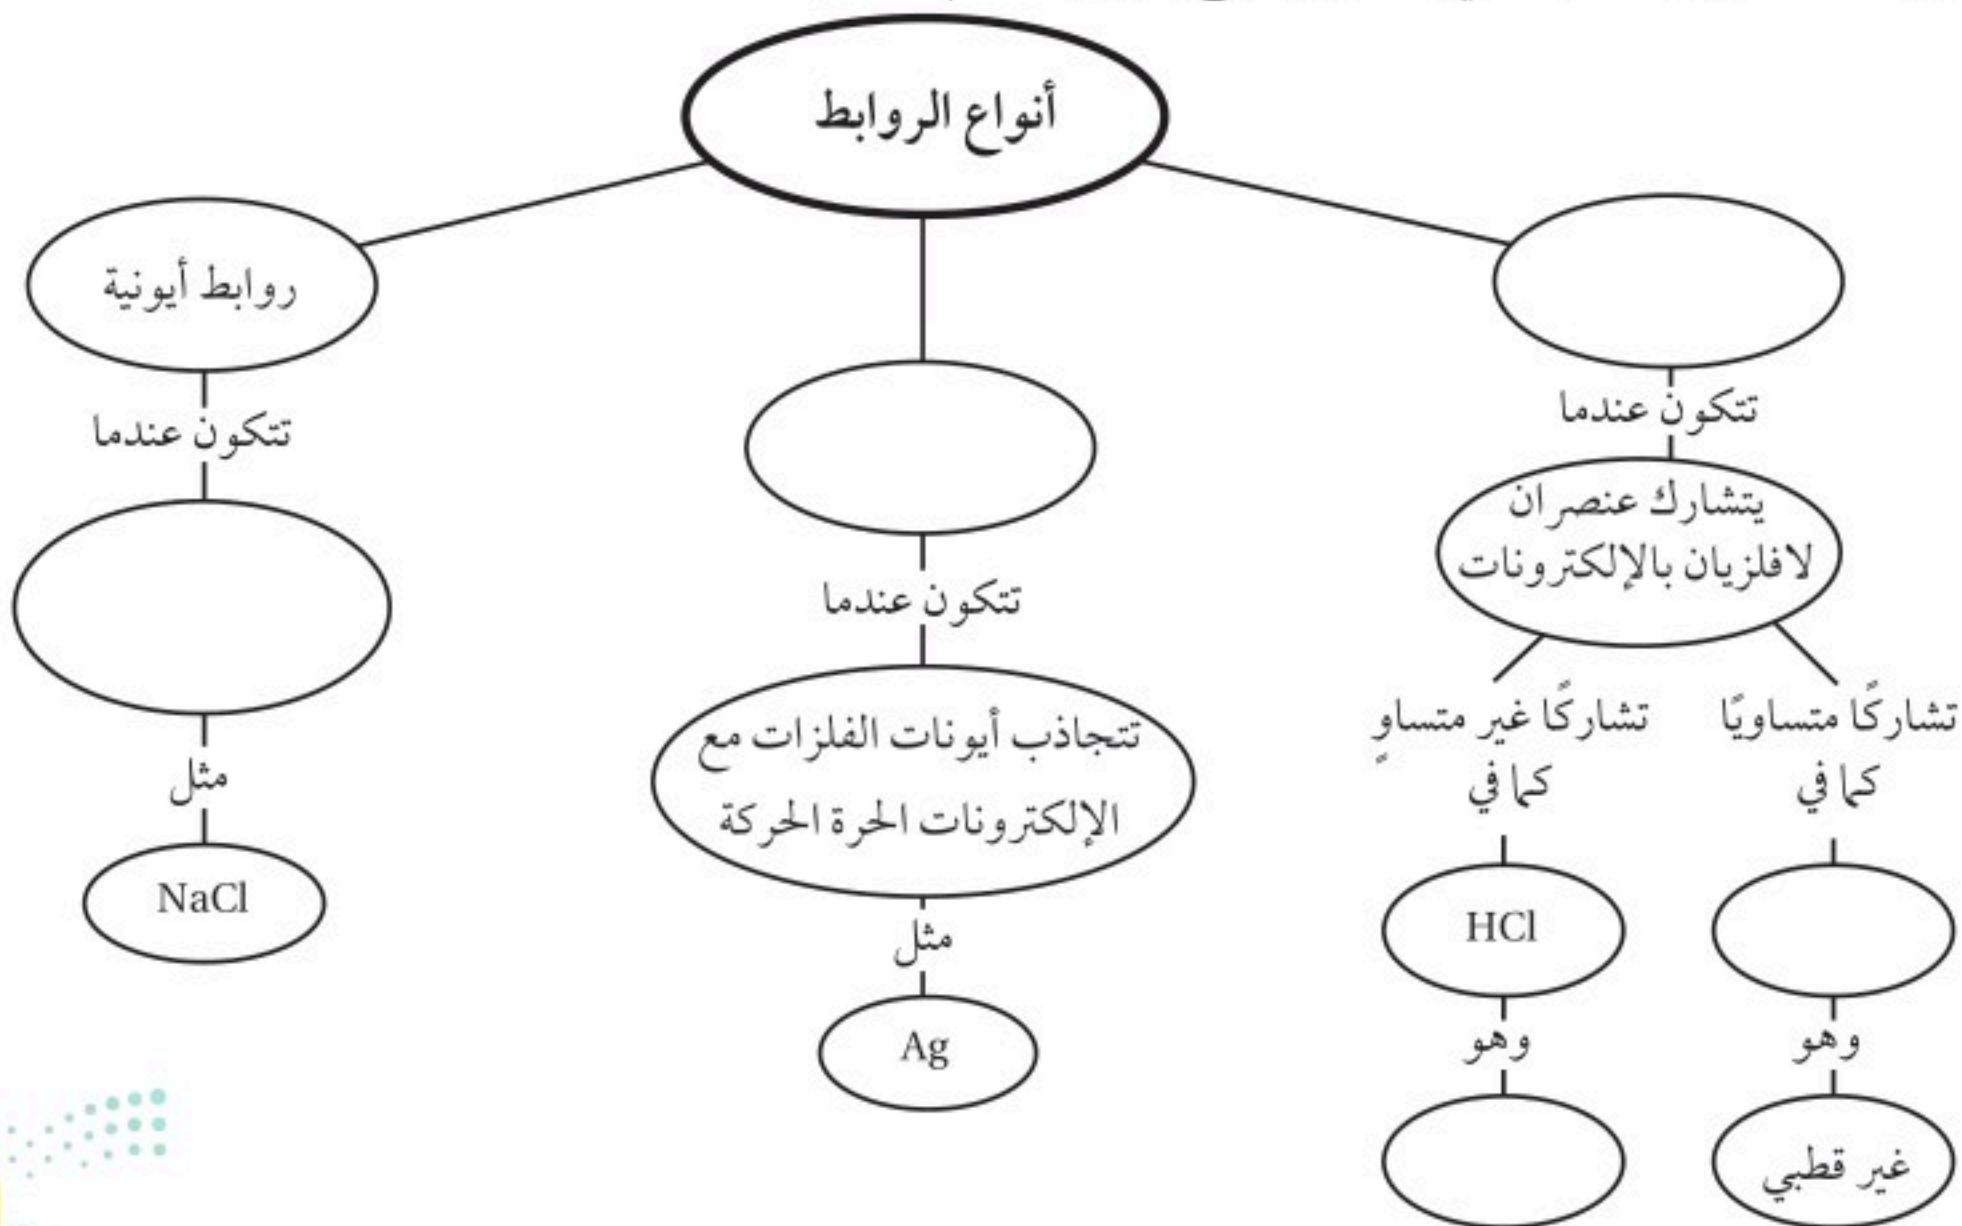 أنواع الروابط
روابط أيونية
تتكون عندما
مثل
NaCl
تتكون عندما
تتجاذب أيونات الفلزات مع
الإلكترونات الحرة الحركة
مثل
Ag
تتكون عندما
يتشارك عنصران
لافلزيان بالإلكترونات
تشاركًا متساويًا
كما في
وهو
غير قطبي
تشاركًا غير متساوٍ
كما في
HCl
وهو